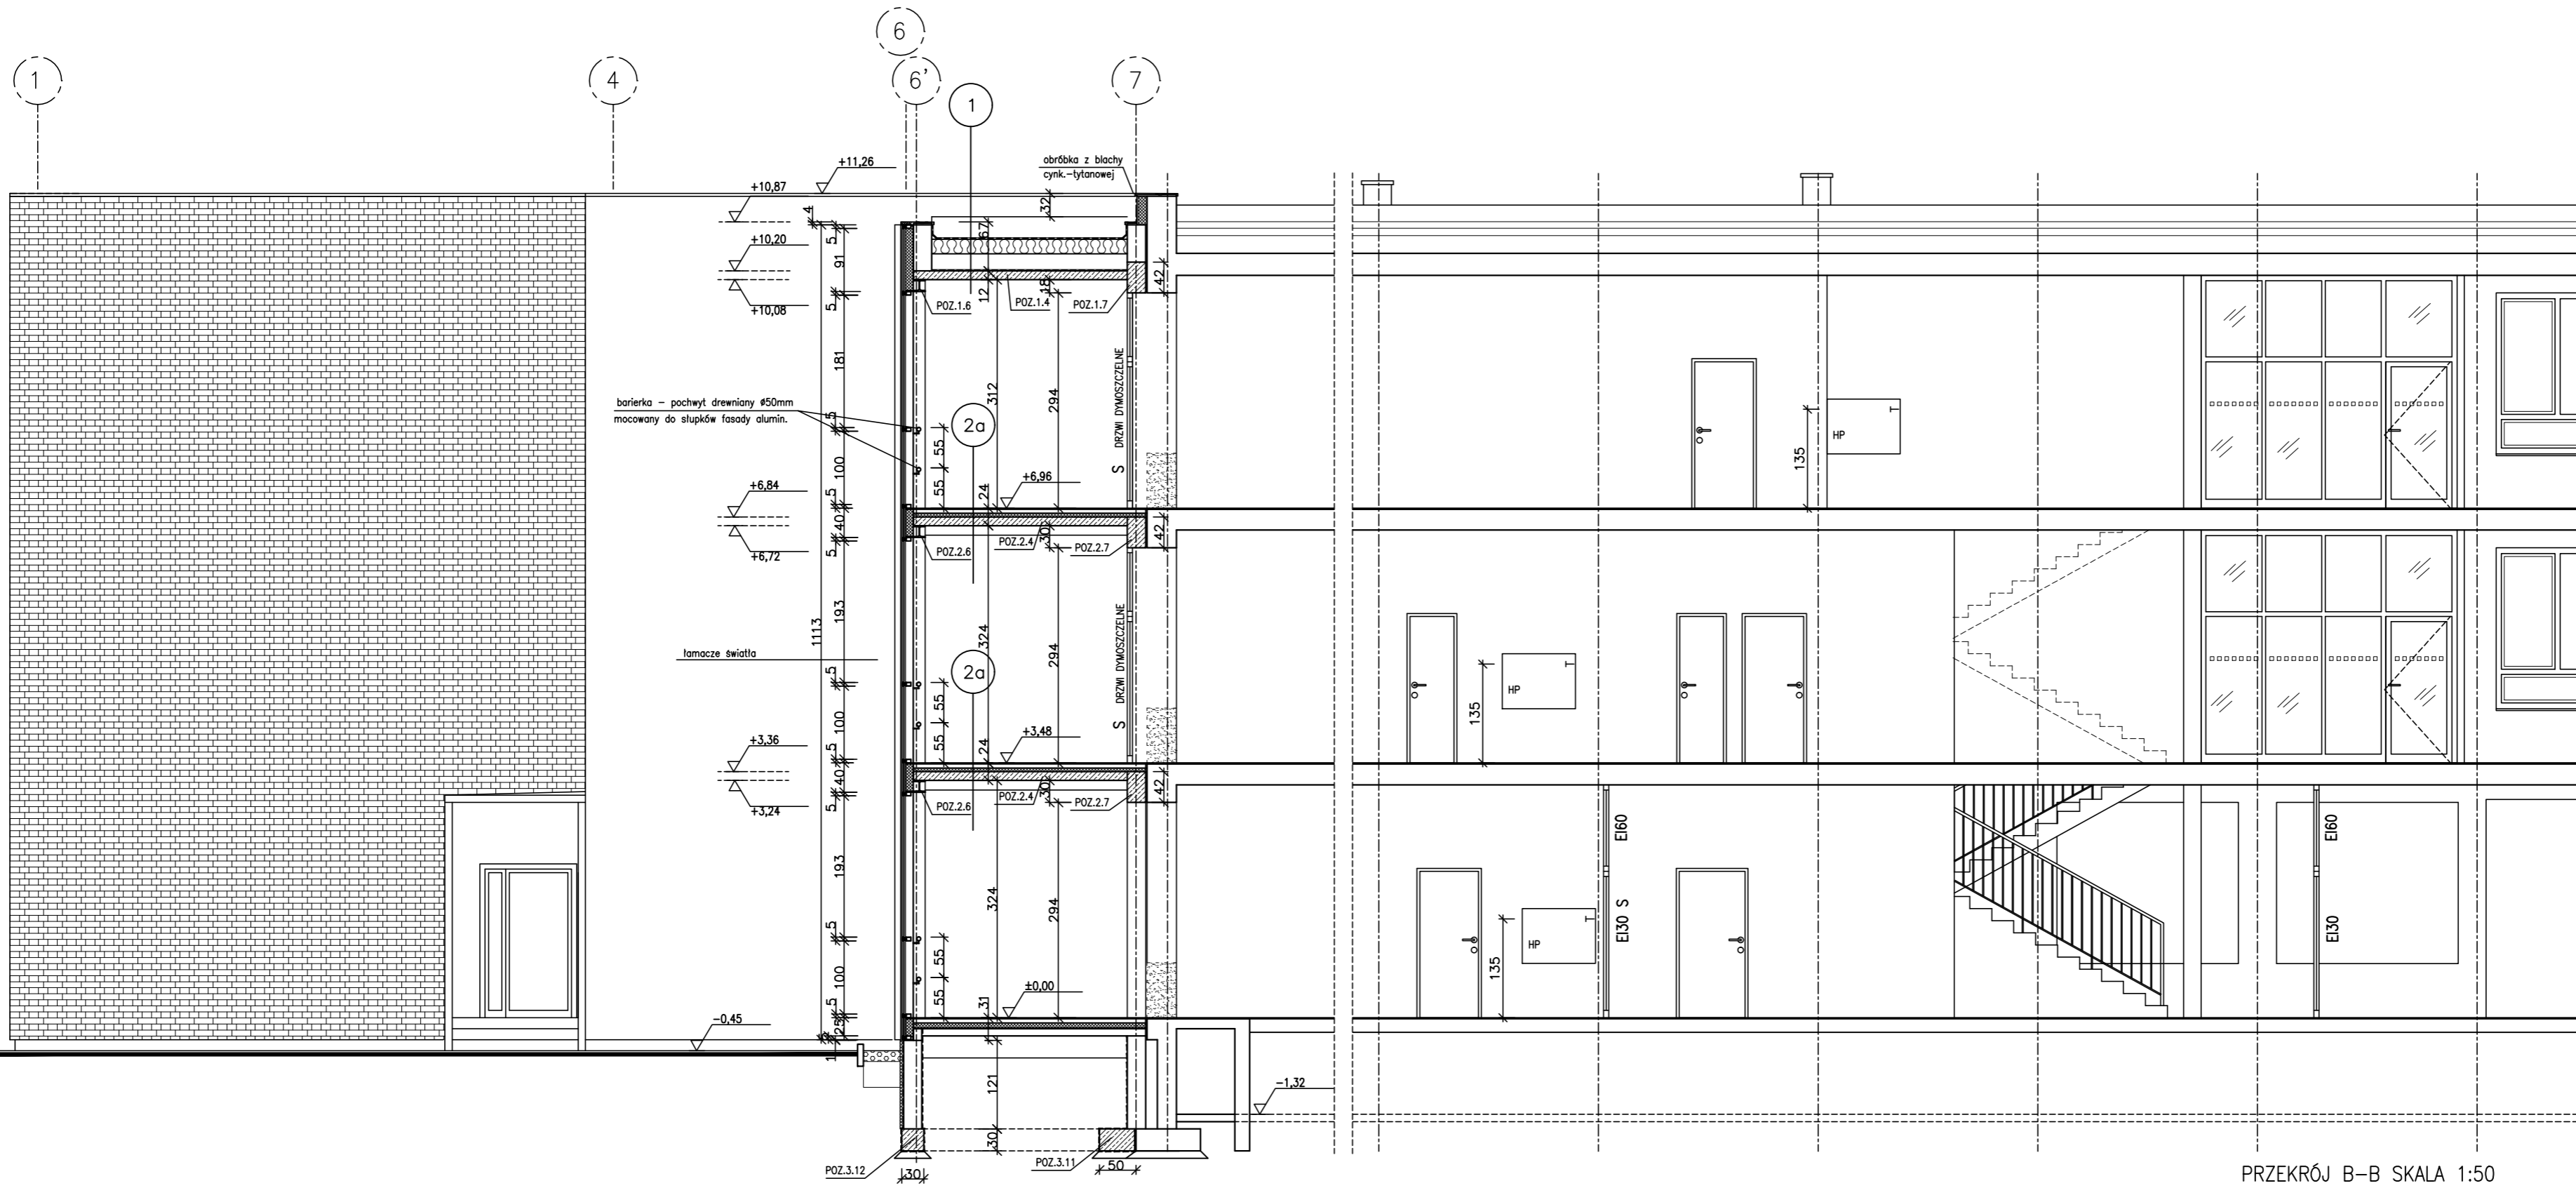 6
1
4
6'
7
1
+11,26
obróbka z blachy
cynk.-tytanowej
+10,87
4
32
67
5
+10,20
91
42
12
18
5
POZ.1.6
POZ.1.4
POZ.1.7
+10,08
181
312
294
S DRZWI DYMOSZCZELNE
barierka - pochwyt drewniany ø50mm
mocowany do słupków fasady alumin.
5
2a
55
135
HP
100
55
24
+6,96
+6,84
5
40
42
30
POZ.2.6
POZ.2.4
POZ.2.7
5
+6,72
193
1113
324
294
S DRZWI DYMOSZCZELNE
łamacze światła
2a
5
55
135
HP
100
55
24
+3,48
+3,36
5
40
42
30
POZ.2.6
POZ.2.4
POZ.2.7
5
+3,24
193
324
294
EI60
EI60
EI30 S
EI30
5
55
135
HP
100
55
31
±0,00
5
25
-0,45
121
-1,32
30
POZ.3.12
30
POZ.3.11
50
PRZEKRÓJ B-B SKALA 1:50